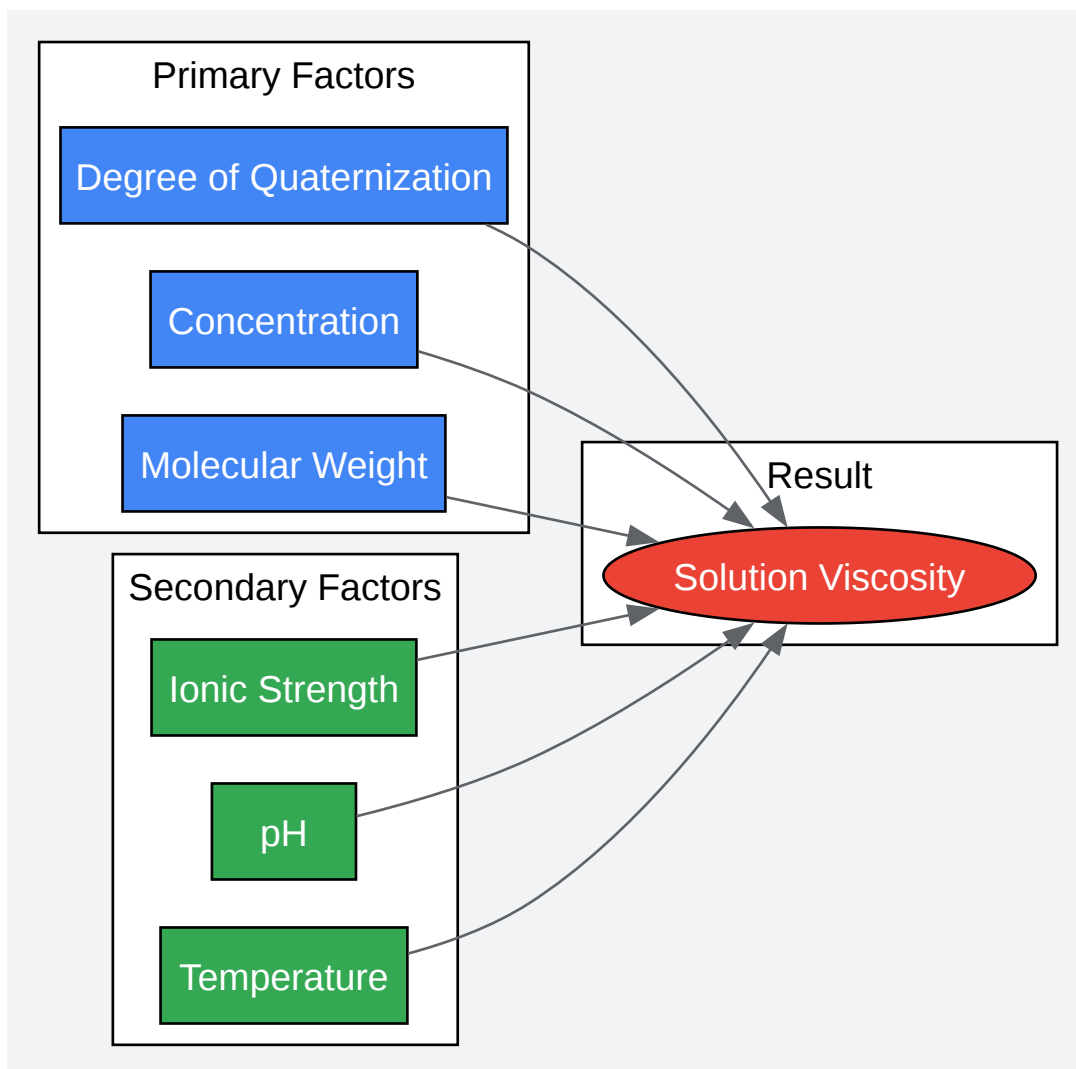 Primary Factors
Degree of Quaternization
Concentration
Molecular Weight
Result
Solution Viscosity
Secondary Factors
Ionic Strength
pH
Temperature